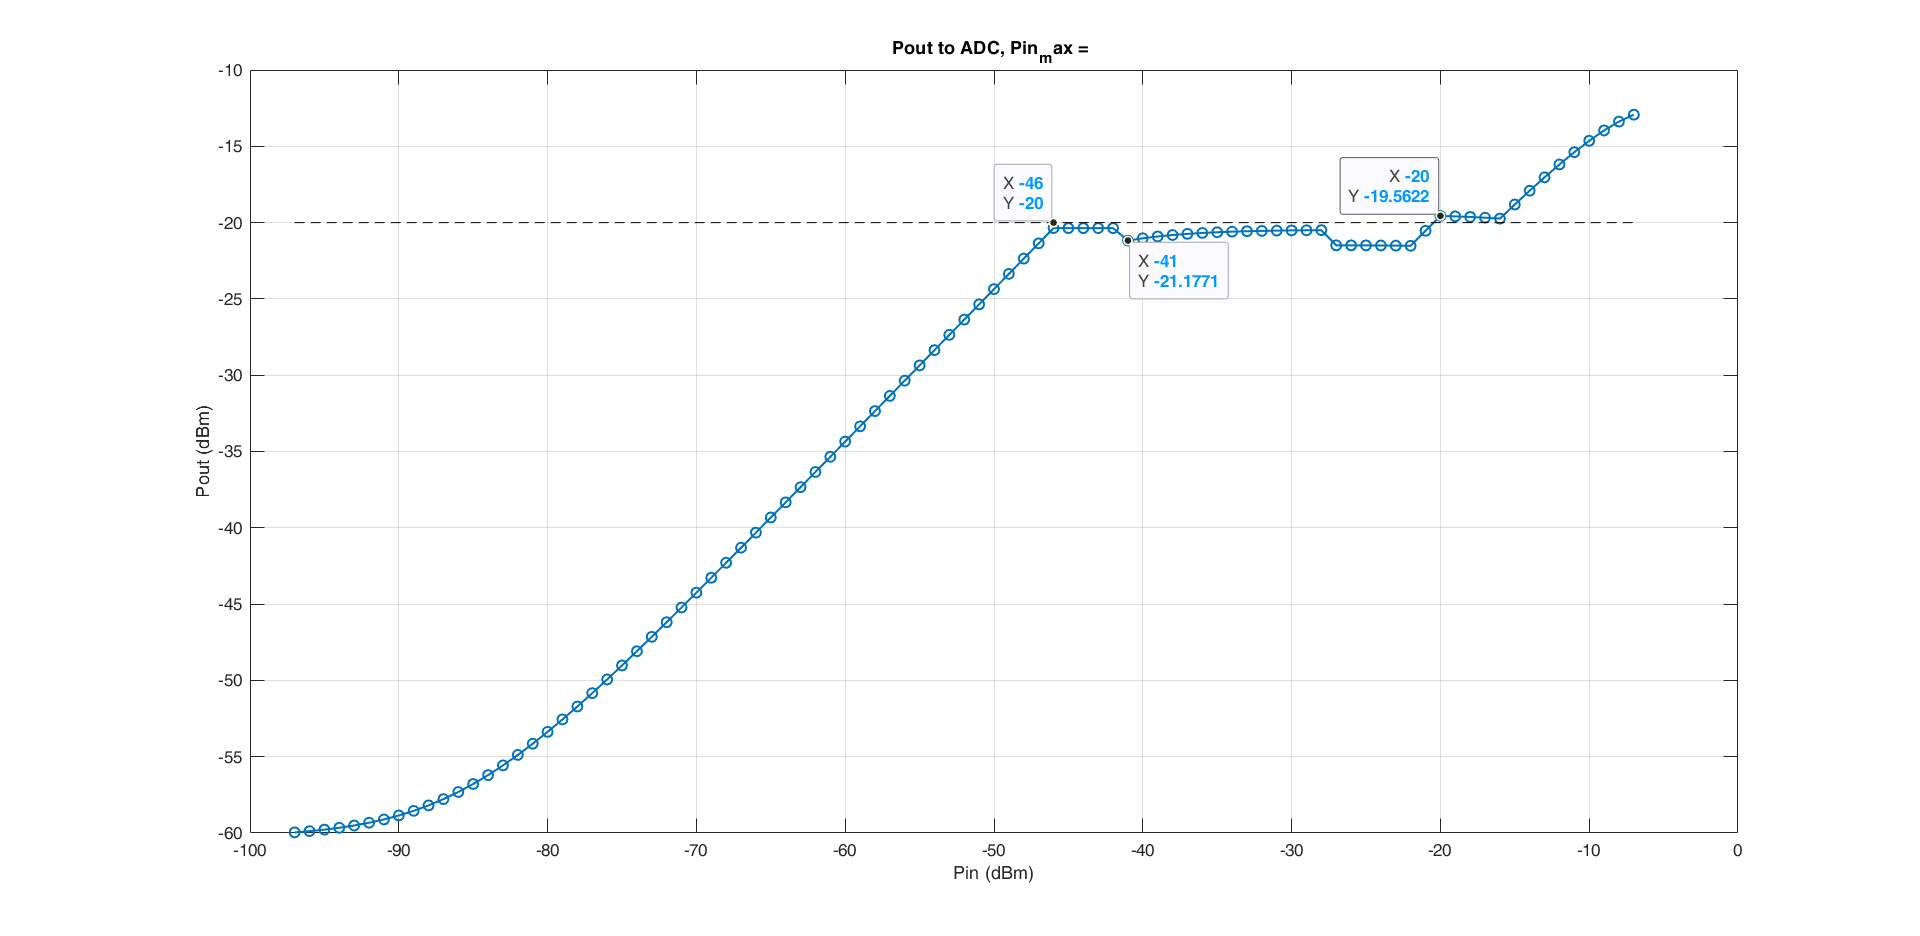 Pout to ADC, Pinmax =
-10
-15
-20
-25
-30
-35
-40
-45
-50
-55
-60
Pout (dBm)
X -46
Y -20
X -41
Y -21.1771
X -20
Y -19.5622
-100 -90 -80 -70 -60 -50 -40 -30 -20 -10 0
Pin (dBm)